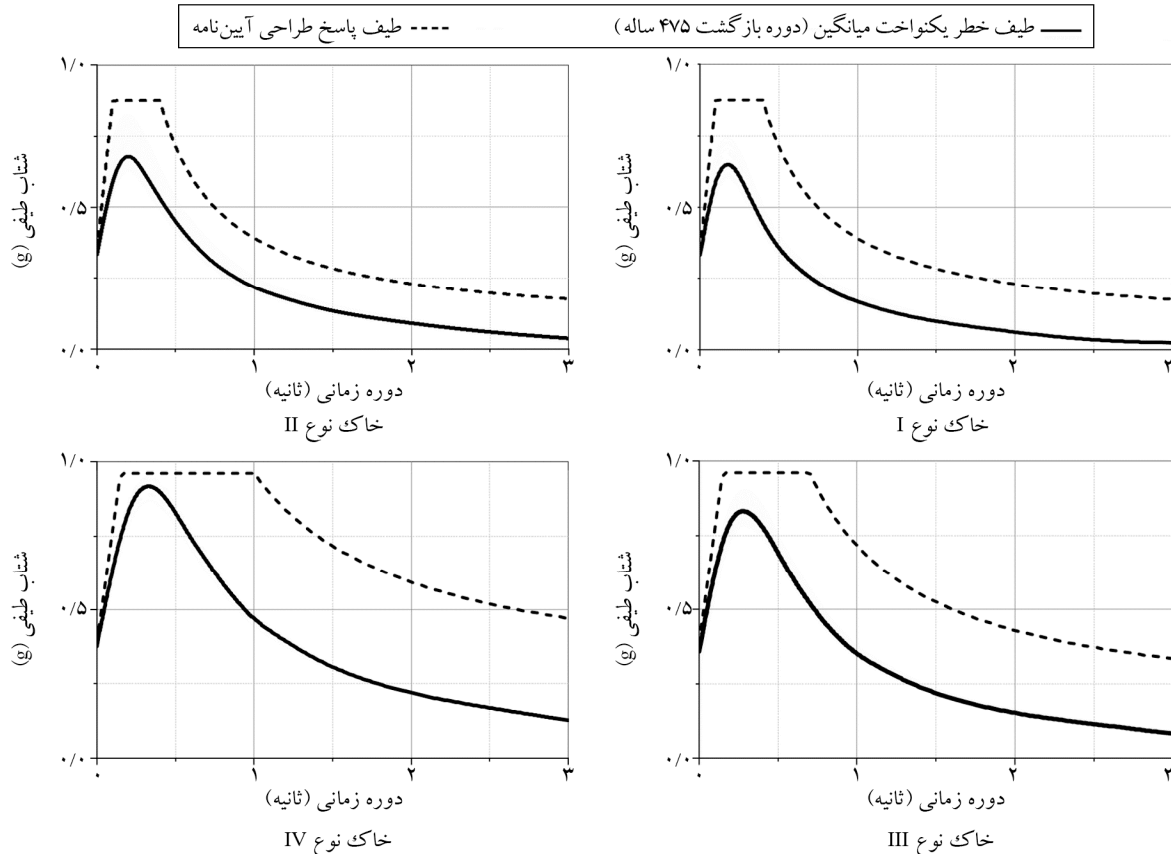 طیف خطر یکنواخت میانگین (دوره بازگشت ۴۷۵ ساله)
طیف پاسخ طراحی آیین‌نامه
شتاب طیفی (g)
۱/۰
۰/۵
۰/۰
۰ ۱ ۲ ۳
دوره زمانی (ثانیه)
خاک نوع I
شتاب طیفی (g)
۱/۰
۰/۵
۰/۰
۰ ۱ ۲ ۳
دوره زمانی (ثانیه)
خاک نوع II
شتاب طیفی (g)
۱/۰
۰/۵
۰/۰
۰ ۱ ۲ ۳
دوره زمانی (ثانیه)
خاک نوع III
شتاب طیفی (g)
۱/۰
۰/۵
۰/۰
۰ ۱ ۲ ۳
دوره زمانی (ثانیه)
خاک نوع IV